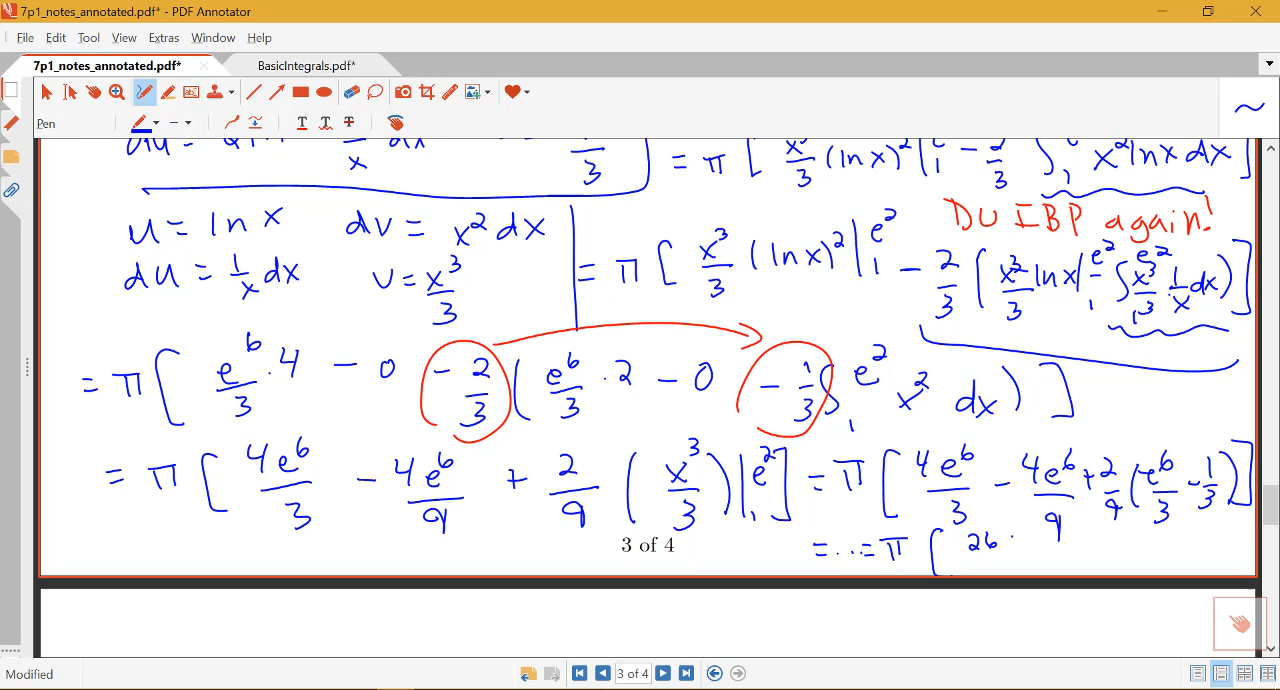 7p1_notes_annotated.pdf* - PDF Annotator
File Edit Tool View Extras Window Help
7p1_notes_annotated.pdf* BasicIntegrals.pdf*
Pen
= π [ x³/3 (ln x)² |₁ - 2/3 ∫₁ x² ln x dx ]
u = ln x dv = x² dx
DO IBP again!
du = 1/x dx v = x³/3
= π [ x³/3 (ln x)² |₁^e² - 2/3 [ x³/3 ln x |₁^e² - ∫₁^e² x³/3 · 1/x dx ) ]
= π [ e⁶/3 · 4 - 0 - 2/3 ( e⁶/3 · 2 - 0 - 1/3 ∫₁^e² x² dx ) ]
= π [ 4e⁶/3 - 4e⁶/9 + 2/9 ( x³/3 ) |₁^e² ] = π [ 4e⁶/3 - 4e⁶/9 + 2/9 ( e⁶/3 - 1/3 ) ]
3 of 4
= ... = π [ 26
Modified 3 of 4